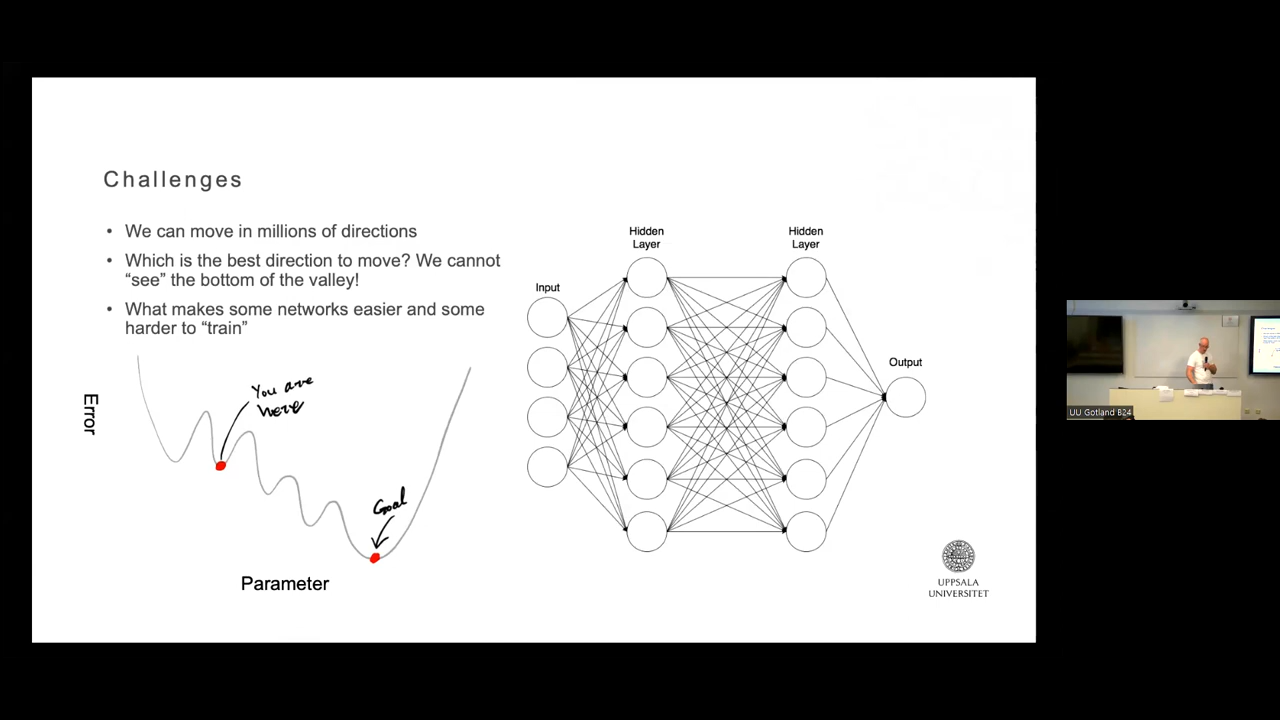 Challenges
• We can move in millions of directions
• Which is the best direction to move? We cannot
“see” the bottom of the valley!
• What makes some networks easier and some
harder to “train”
Error
You are
here
Goal
Parameter
Input
Hidden
Layer
Hidden
Layer
Output
UPPSALA
UNIVERSITET
UU Gotland B24